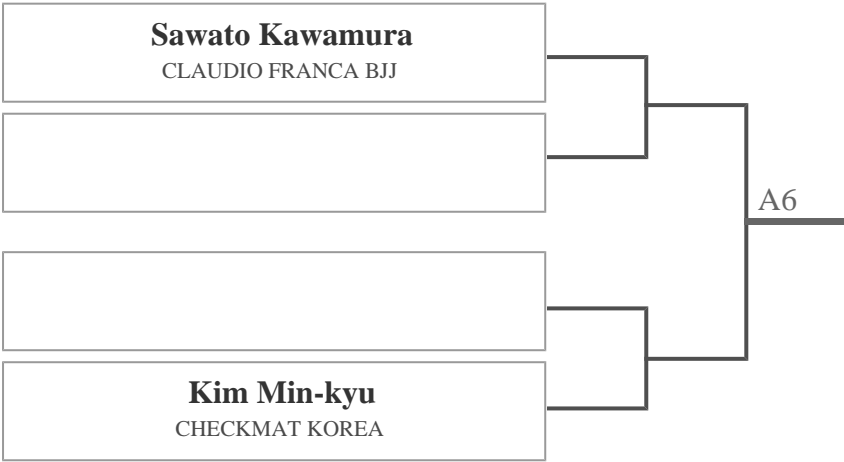 Sawato Kawamura
CLAUDIO FRANCA BJJ
A6
Kim Min-kyu
CHECKMAT KOREA